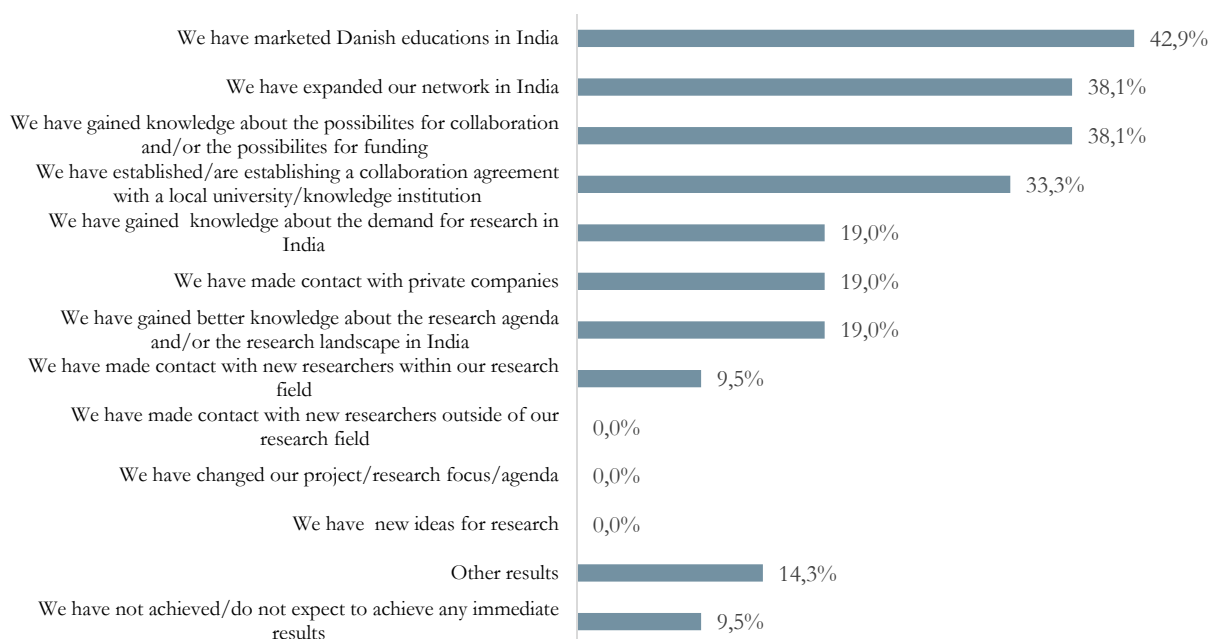 We have marketed Danish educations in India
42,9%
We have expanded our network in India
38,1%
We have gained knowledge about the possibilites for collaboration
and/or the possibilites for funding
38,1%
We have established/are establishing a collaboration agreement
with a local university/knowledge institution
33,3%
We have gained  knowledge about the demand for research in
India
19,0%
We have made contact with private companies
19,0%
We have gained better knowledge about the research agenda
and/or the research landscape in India
19,0%
We have made contact with new researchers within our research
field
9,5%
We have made contact with new researchers outside of our
research field
0,0%
We have changed our project/research focus/agenda
0,0%
We have  new ideas for research
0,0%
Other results
14,3%
We have not achieved/do not expect to achieve any immediate
results
9,5%